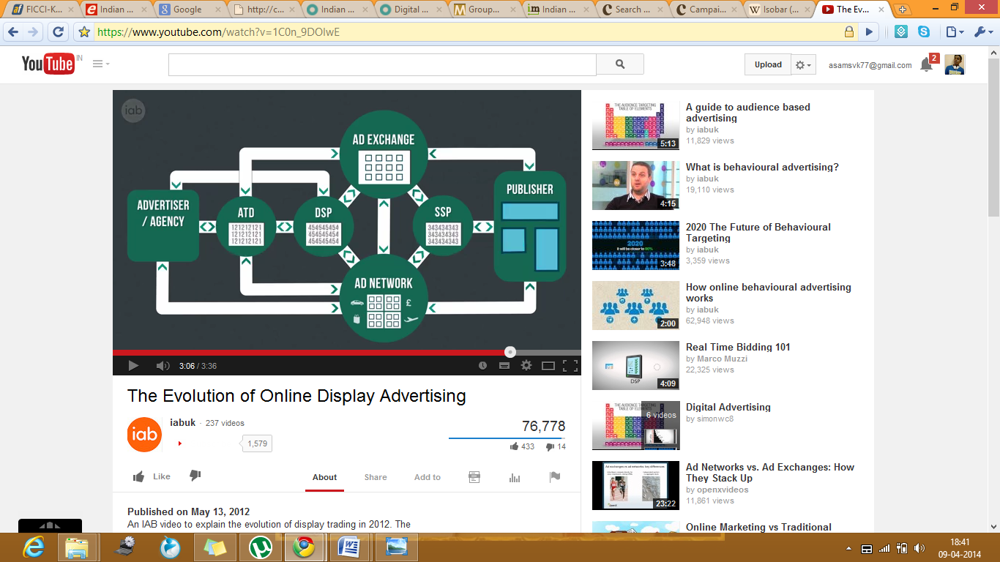 FICCI-K...
Indian ...
Google
http://c...
Indian ...
Digital ...
GroupM...
Indian ...
Search ...
Campai...
Isobar (...
The Ev...
https://www.youtube.com/watch?v=1C0n_9DOlwE
YouTube IN
Upload
asamsvk77@gmail.com
2
iab
AD EXCHANGE
ADVERTISER
/ AGENCY
ATD
121212121
121212121
121212121
DSP
454545454
454545454
454545454
SSP
343434343
343434343
343434343
PUBLISHER
AD NETWORK
£
3:06 / 3:36
The Evolution of Online Display Advertising
iab
iabuk · 237 videos
1,579
76,778
433
14
Like
About
Share
Add to
Published on May 13, 2012
An IAB video to explain the evolution of display trading in 2012. The
THE AUDIENCE TARGETING
TABLE OF ELEMENTS
5:13
A guide to audience based
advertising
by iabuk
11,829 views
4:15
What is behavioural advertising?
by iabuk
19,110 views
2020
it will be closer to 90%
3:48
2020 The Future of Behavioural
Targeting
by iabuk
3,359 views
2:00
How online behavioural advertising
works
by iabuk
62,948 views
DSP
4:09
Real Time Bidding 101
by Marco Muzzi
22,325 views
6 videos
Digital Advertising
by simonwc8
Ad exchanges vs ad networks: key differences
23:22
Ad Networks vs. Ad Exchanges: How
They Stack Up
by openxvideos
11,861 views
Online Marketing vs Traditional
18:41
09-04-2014